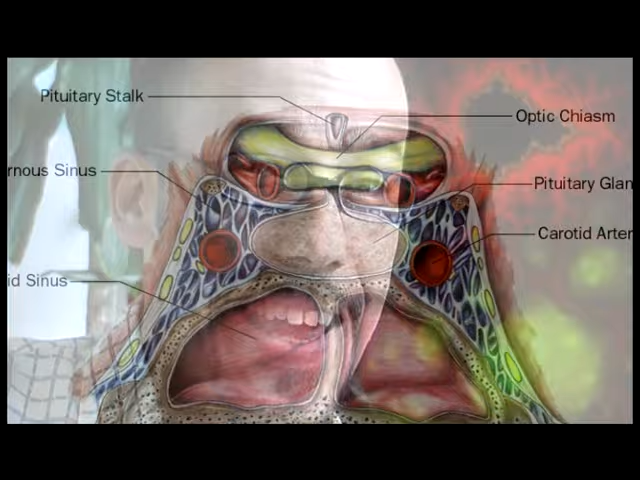 Pituitary Stalk
Optic Chiasm
rnous Sinus
Pituitary Glan
Carotid Arter
id Sinus